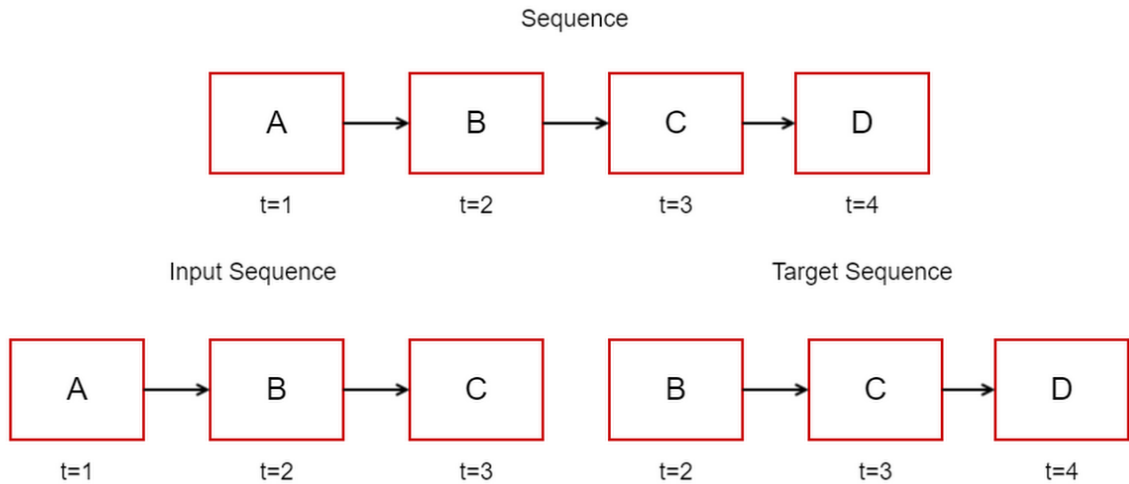 Sequence
A B C D
t=1 t=2 t=3 t=4
Input Sequence Target Sequence
A B C B C D
t=1 t=2 t=3 t=2 t=3 t=4